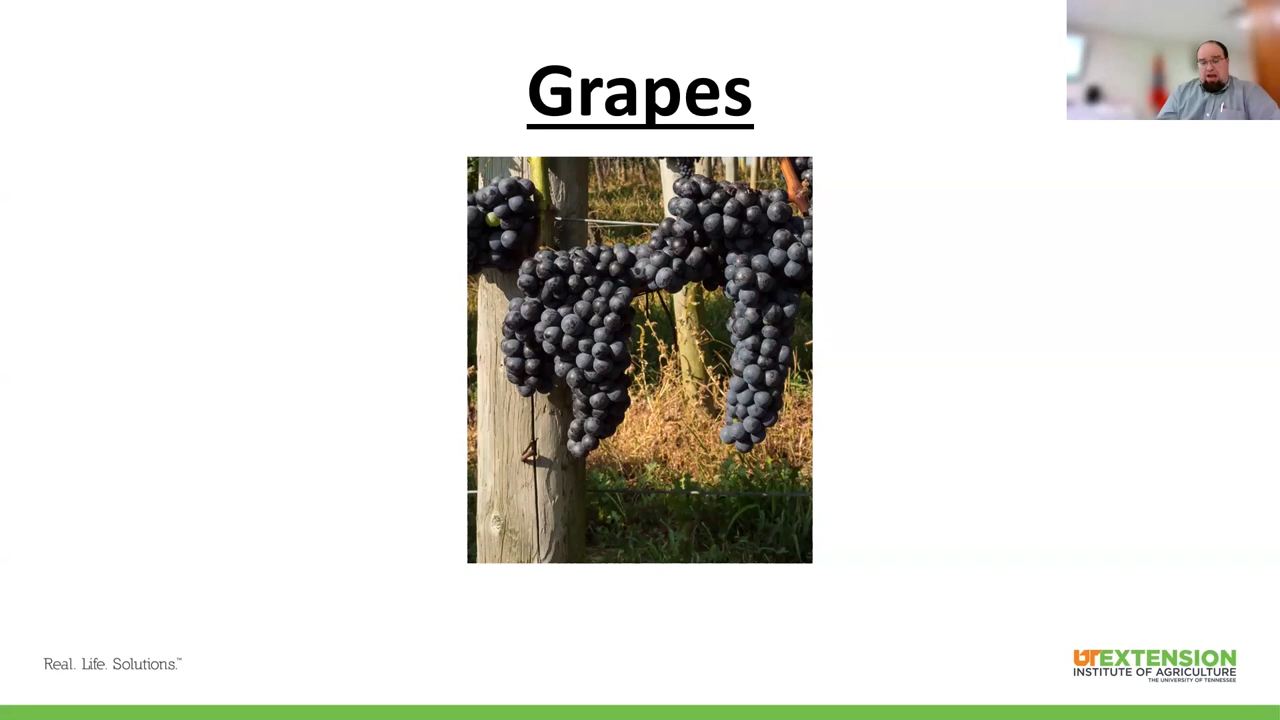 Grapes
Real. Life. Solutions.™
UTEXTENSION
INSTITUTE OF AGRICULTURE
THE UNIVERSITY OF TENNESSEE